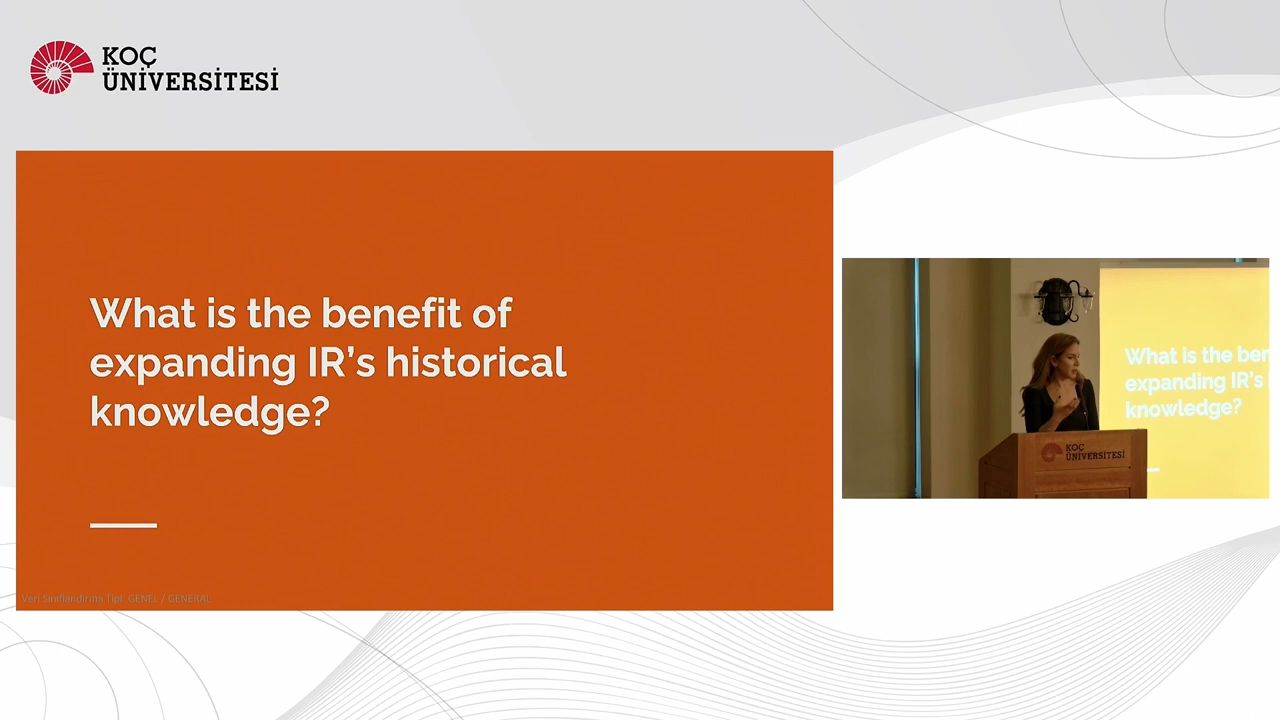 KOÇ
ÜNİVERSİTESİ
What is the benefit of
expanding IR’s historical
knowledge?
Veri Sınıflandırma Tipi: GENEL / GENERAL
What is the ben
expanding IR’s
knowledge?
KOÇ
ÜNİVERSİTESİ